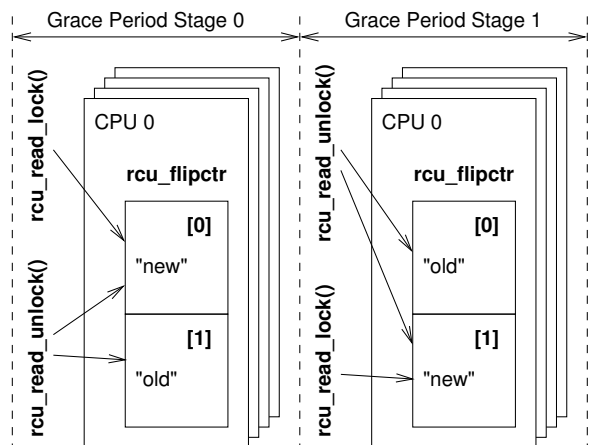 Grace Period Stage 0
Grace Period Stage 1
rcu_read_lock()
CPU 0
rcu_flipctr
[0]
"new"
[1]
"old"
rcu_read_unlock()
rcu_read_unlock()
CPU 0
rcu_flipctr
[0]
"old"
[1]
"new"
rcu_read_lock()